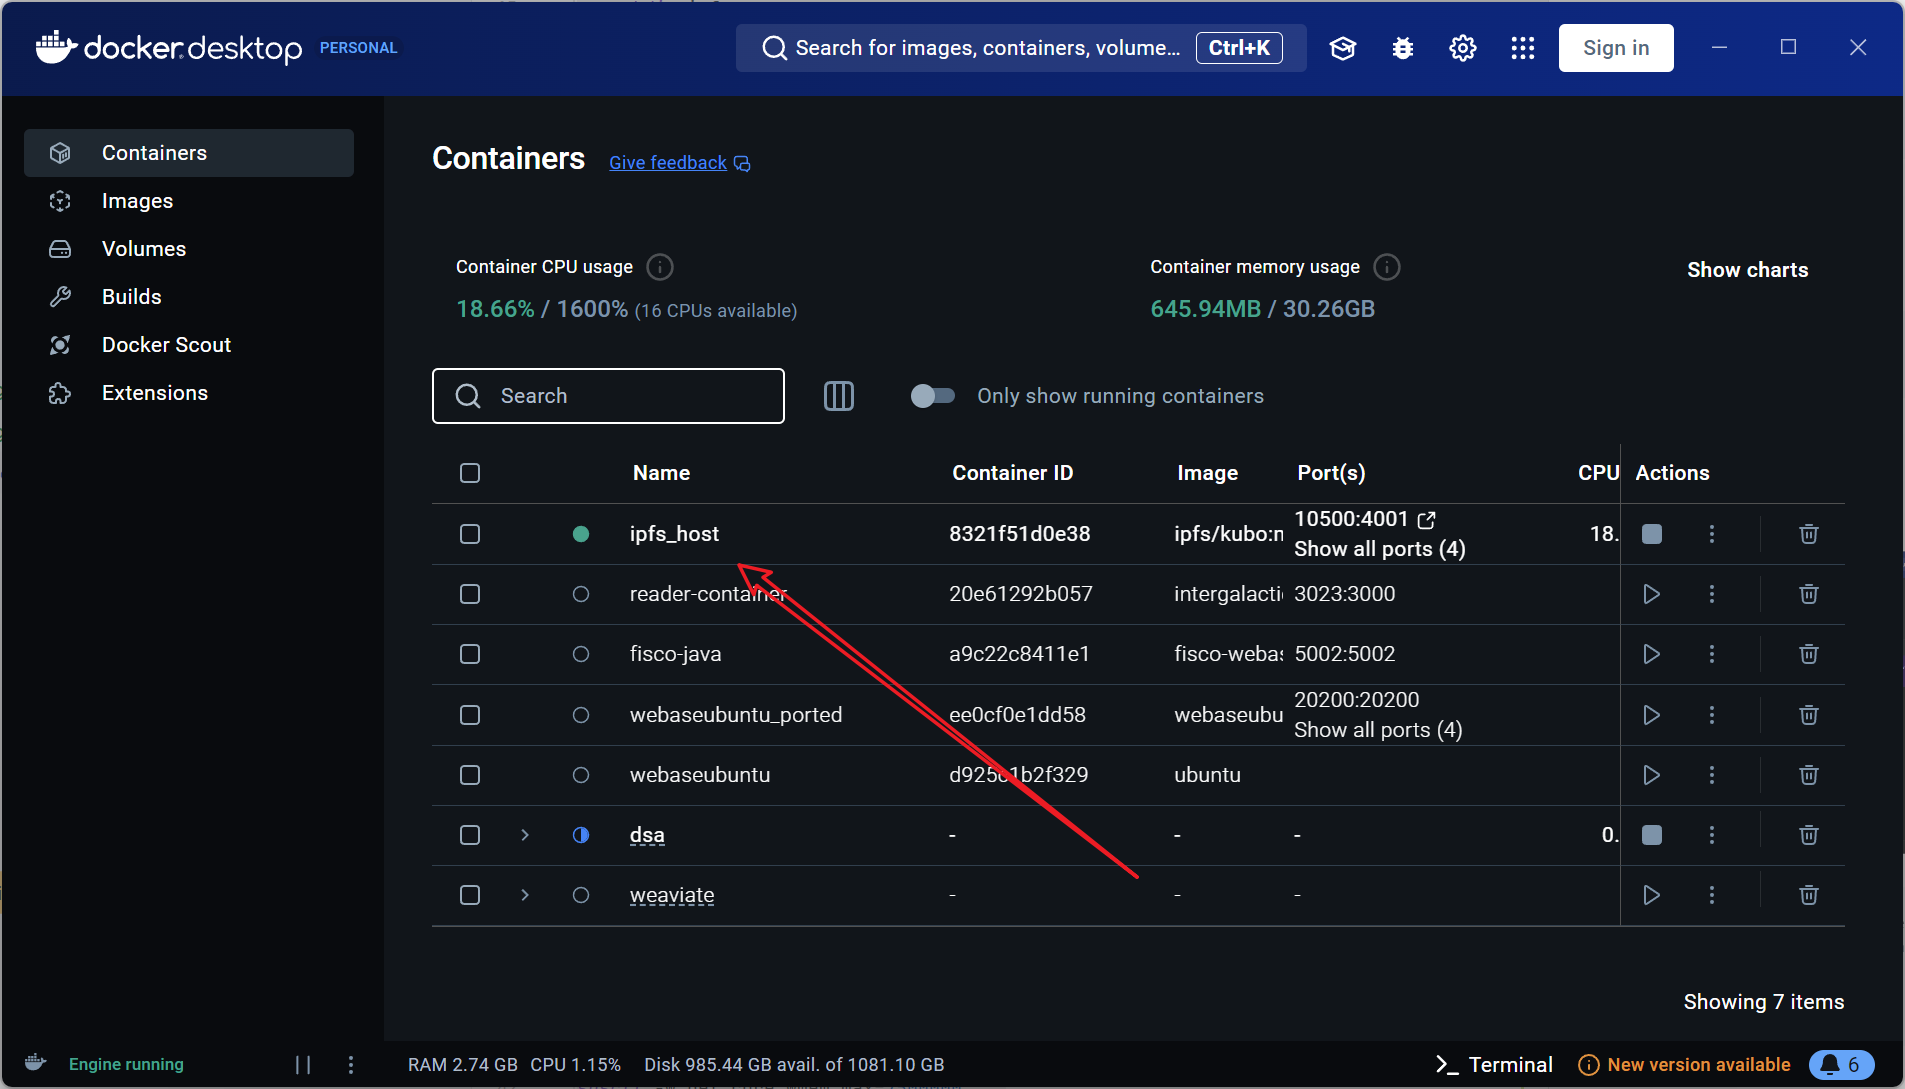 docker desktop PERSONAL
Search for images, containers, volume... Ctrl+K
Sign in
Containers
Images
Volumes
Builds
Docker Scout
Extensions
Containers Give feedback
Container CPU usage
18.66% / 1600% (16 CPUs available)
Container memory usage
645.94MB / 30.26GB
Show charts
Search
Only show running containers
Name Container ID Image Port(s) CPU Actions
ipfs_host 8321f51d0e38 ipfs/kubo:n 10500:4001 18.
Show all ports (4)
reader-container 20e61292b057 intergalacti 3023:3000
fisco-java a9c22c8411e1 fisco-webas 5002:5002
webaseubuntu_ported ee0cf0e1dd58 webaseubu 20200:20200
Show all ports (4)
webaseubuntu d925c1b2f329 ubuntu
dsa - - - 0.
weaviate - - -
Showing 7 items
Engine running
RAM 2.74 GB CPU 1.15% Disk 985.44 GB avail. of 1081.10 GB
Terminal
New version available
6